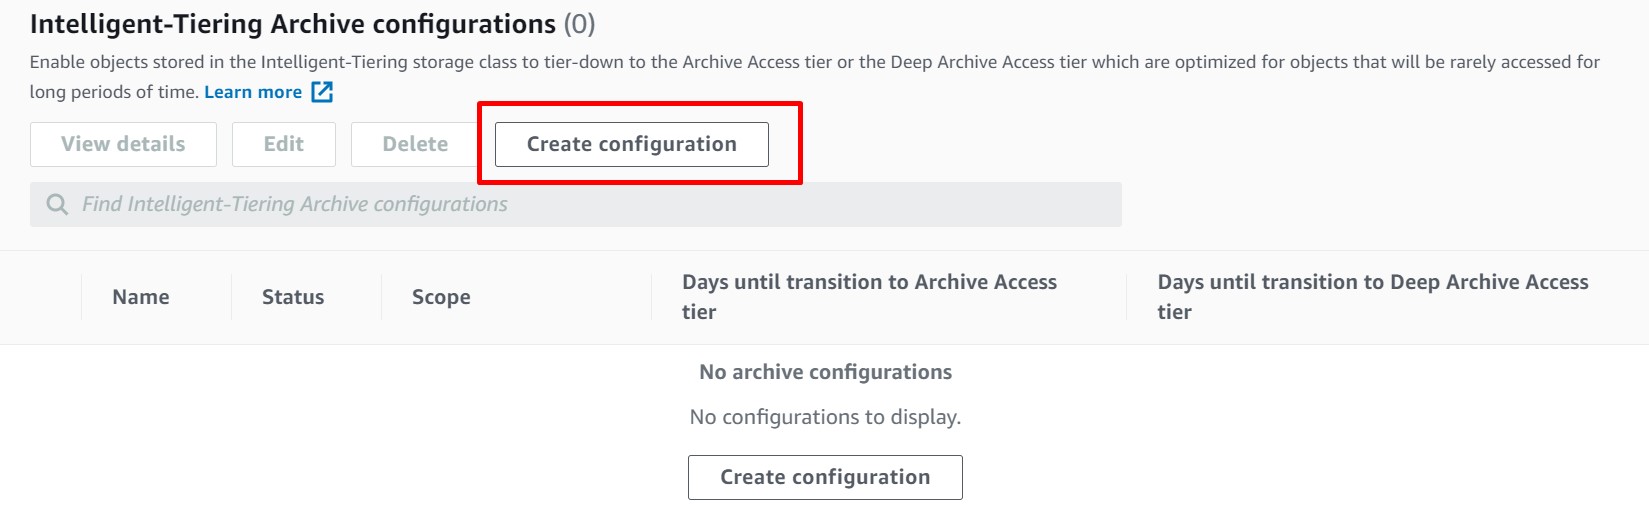 Intelligent-Tiering Archive configurations (0)
Enable objects stored in the Intelligent-Tiering storage class to tier-down to the Archive Access tier or the Deep Archive Access tier which are optimized for objects that will be rarely accessed for
long periods of time. Learn more
View details Edit Delete Create configuration
Find Intelligent-Tiering Archive configurations
Name Status Scope Days until transition to Archive Access tier Days until transition to Deep Archive Access tier
No archive configurations
No configurations to display.
Create configuration